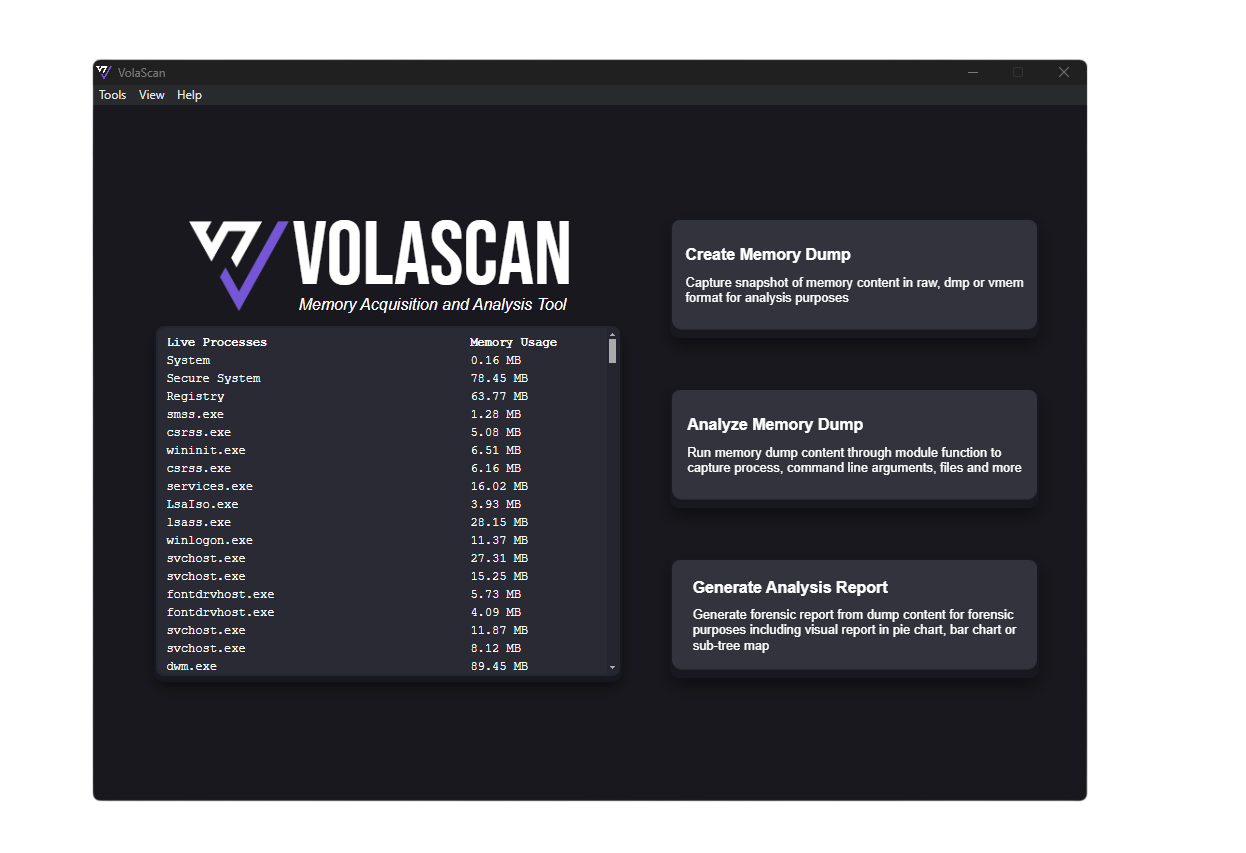 VolaScan
Tools View Help
VOLASCAN
Memory Acquisition and Analysis Tool
Live Processes Memory Usage
System 0.16 MB
Secure System 78.45 MB
Registry 63.77 MB
smss.exe 1.28 MB
csrss.exe 5.08 MB
wininit.exe 6.51 MB
csrss.exe 6.16 MB
services.exe 16.02 MB
LsaIso.exe 3.93 MB
lsass.exe 28.15 MB
winlogon.exe 11.37 MB
svchost.exe 27.31 MB
svchost.exe 15.25 MB
fontdrvhost.exe 5.73 MB
fontdrvhost.exe 4.09 MB
svchost.exe 11.87 MB
svchost.exe 8.12 MB
dwm.exe 89.45 MB
Create Memory Dump
Capture snapshot of memory content in raw, dmp or vmem
format for analysis purposes
Analyze Memory Dump
Run memory dump content through module function to
capture process, command line arguments, files and more
Generate Analysis Report
Generate forensic report from dump content for forensic
purposes including visual report in pie chart, bar chart or
sub-tree map